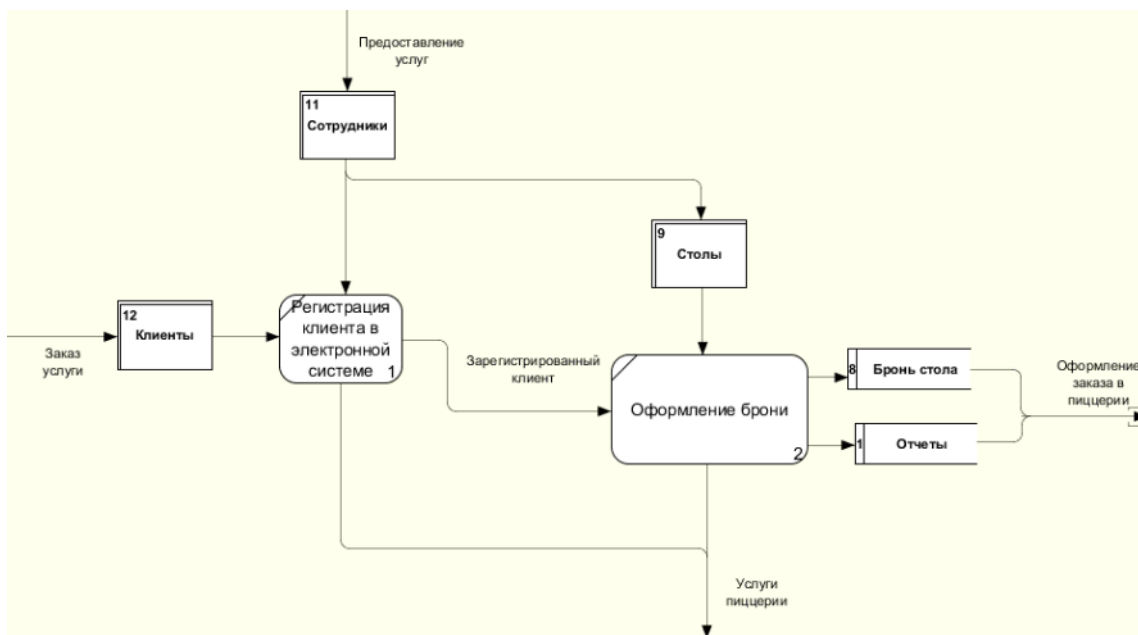 Предоставление
услуг
11
Сотрудники
9
Столы
12
Клиенты
Заказ
услуги
Регистрация
клиента в
электронной
системе
1
Зарегистрированный
клиент
Оформление брони
2
8
Бронь стола
1
Отчеты
Оформление
заказа в
пиццерии
Услуги
пиццерии